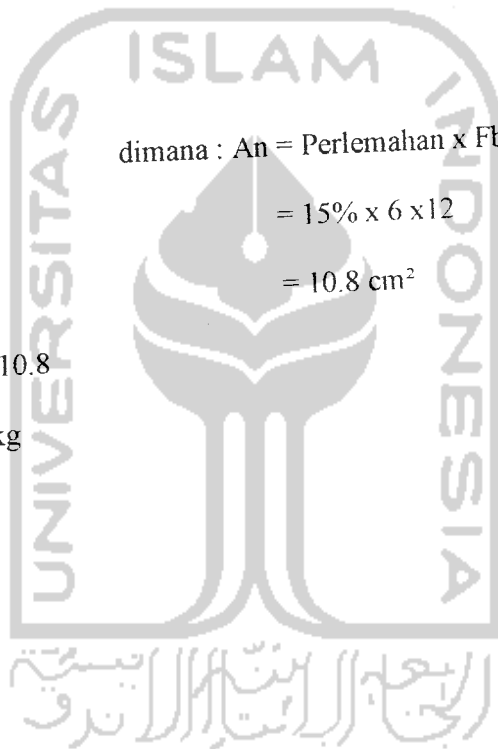 ISLAM
UNIVERSITAS
INDONESIA
dimana : An = Perlemahan x Fb
= 15% x 6 x12
= 10.8 cm²
10.8
kg